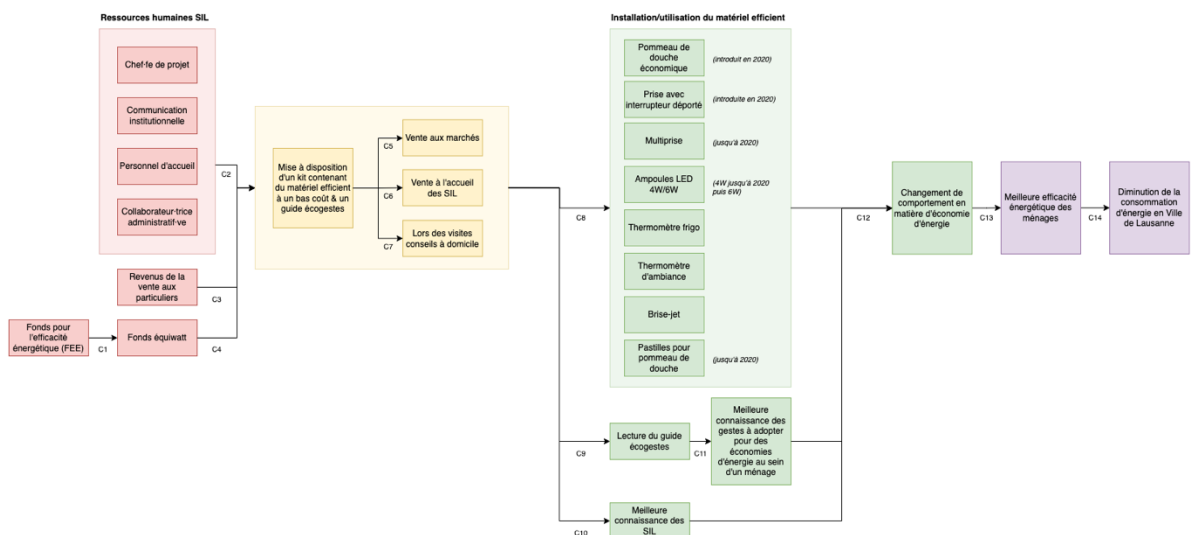 Ressources humaines SIL
Chef·fe de projet
Communication
institutionnelle
Personnel d'accueil
Collaborateur·trice
administratif·ve
Revenus de la
vente aux
particuliers
Fonds pour
l'efficacité
énergétique (FEE)
C1
Fonds équiwatt
C2
C3
C4
Mise à disposition
d'un kit contenant
du matériel efficient
à un bas coût & un
guide écogestes
C5
C6
C7
Vente aux marchés
Vente à l'accueil
des SIL
Lors des visites
conseils à domicile
C8
C9
C10
Installation/utilisation du matériel efficient
Pommeau de
douche
économique
(introduit en 2020)
Prise avec
interrupteur déporté
(introduite en 2020)
Multiprise
(jusqu'à 2020)
Ampoules LED
4W/6W
(4W jusqu'à 2020
puis 6W)
Thermomètre frigo
Thermomètre
d'ambiance
Brise-jet
Pastilles pour
pommeau de
douche
(jusqu'à 2020)
Lecture du guide
écogestes
C11
Meilleure
connaissance des
gestes à adopter
pour des
économies
d'énergie au sein
d'un ménage
Meilleure
connaissance des
SIL
C12
Changement de
comportement en
matière d'économie
d'énergie
C13
Meilleure efficacité
énergétique des
ménages
C14
Diminution de la
consommation
d'énergie en Ville
de Lausanne